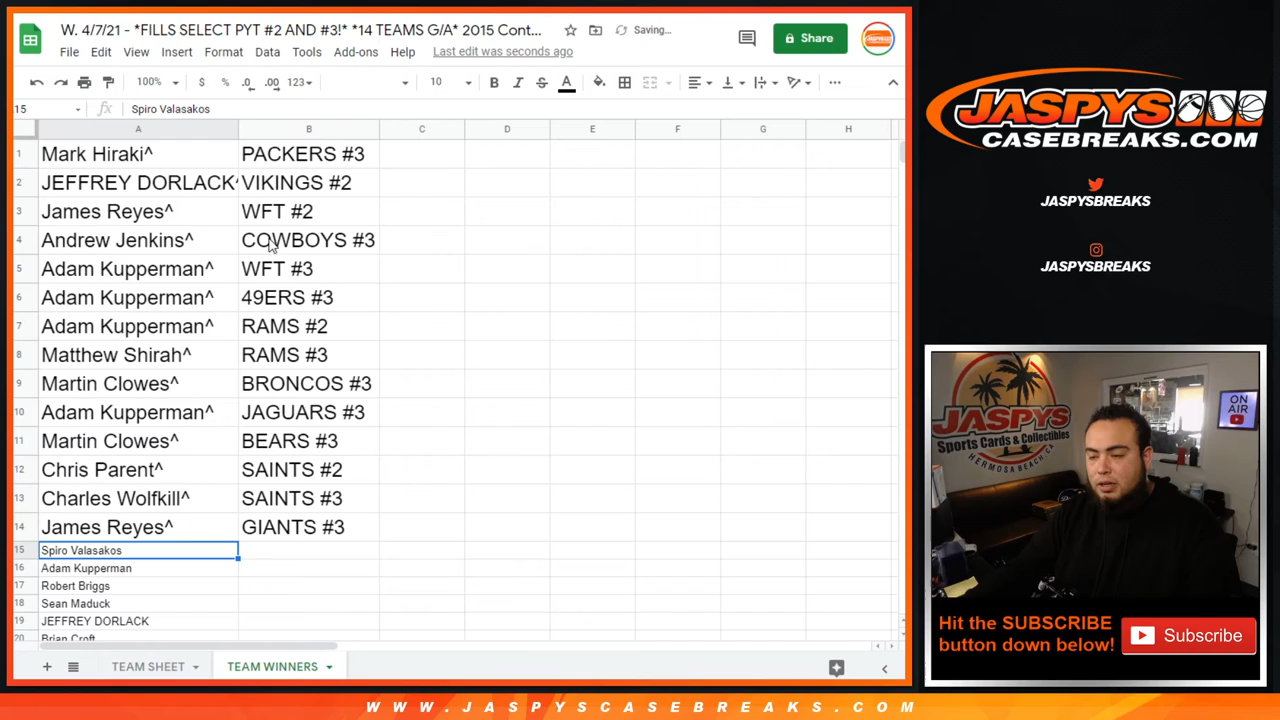 W. 4/7/21 - *FILLS SELECT PYT #2 AND #3!* *14 TEAMS G/A* 2015 Cont...
Saving...
Share
File Edit View Insert Format Data Tools Add-ons Help Last edit was seconds ago
100% $ % .0 .00 123 10 B I S A
15 fx Spiro Valasakos
A B C D E F G H
1 Mark Hiraki^ PACKERS #3
2 JEFFREY DORLACK^ VIKINGS #2
3 James Reyes^ WFT #2
4 Andrew Jenkins^ COWBOYS #3
5 Adam Kupperman^ WFT #3
6 Adam Kupperman^ 49ERS #3
7 Adam Kupperman^ RAMS #2
8 Matthew Shirah^ RAMS #3
9 Martin Clowes^ BRONCOS #3
10 Adam Kupperman^ JAGUARS #3
11 Martin Clowes^ BEARS #3
12 Chris Parent^ SAINTS #2
13 Charles Wolfkill^ SAINTS #3
14 James Reyes^ GIANTS #3
15 Spiro Valasakos
16 Adam Kupperman
17 Robert Briggs
18 Sean Maduck
19 JEFFREY DORLACK
20 Brian Croft
TEAM SHEET TEAM WINNERS
JASPYS
CASEBREAKS.COM
JASPYSBREAKS
JASPYSBREAKS
JASPYS
Sports Cards & Collectibles
HERMOSA BEACH, CA
ON AIR
Hit the SUBSCRIBE
button down below!
Subscribe
WWW.JASPYSCASEBREAKS.COM